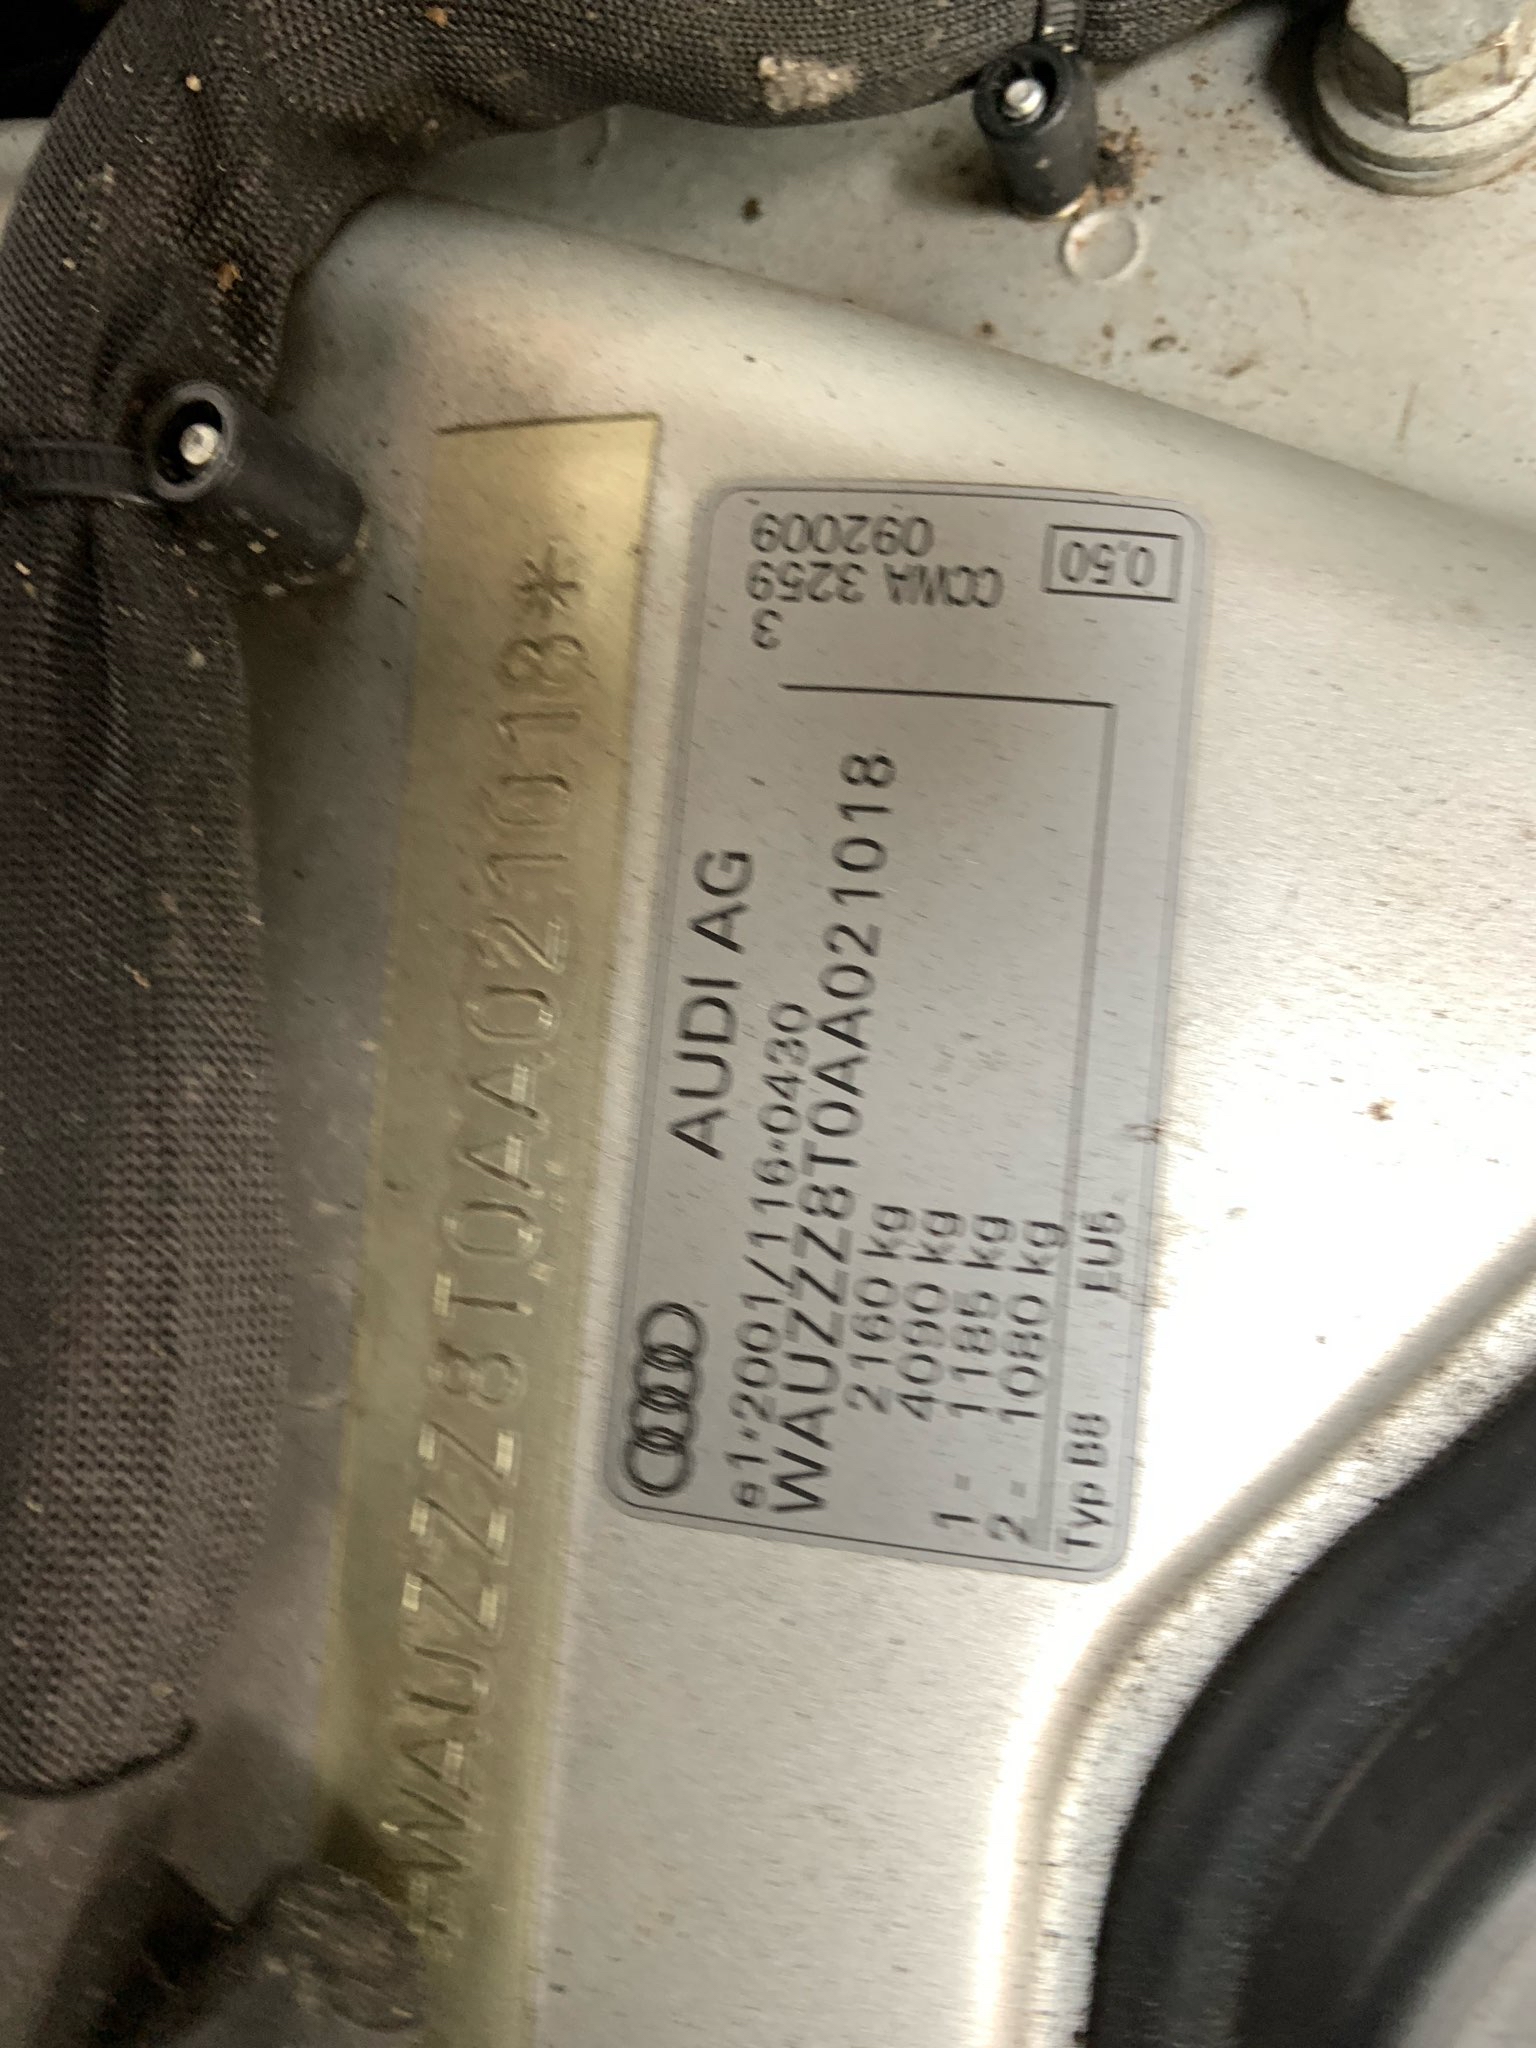 *WAUZZZ8T0AA021018*
AUDI AG
e1*2001/116*0430
WAUZZZ8T0AA021018
2160 kg
4090 kg
1 - 1185 kg
2 - 1080 kg
Typ B8 EU5
3
CCWA 3259
092009
0,50